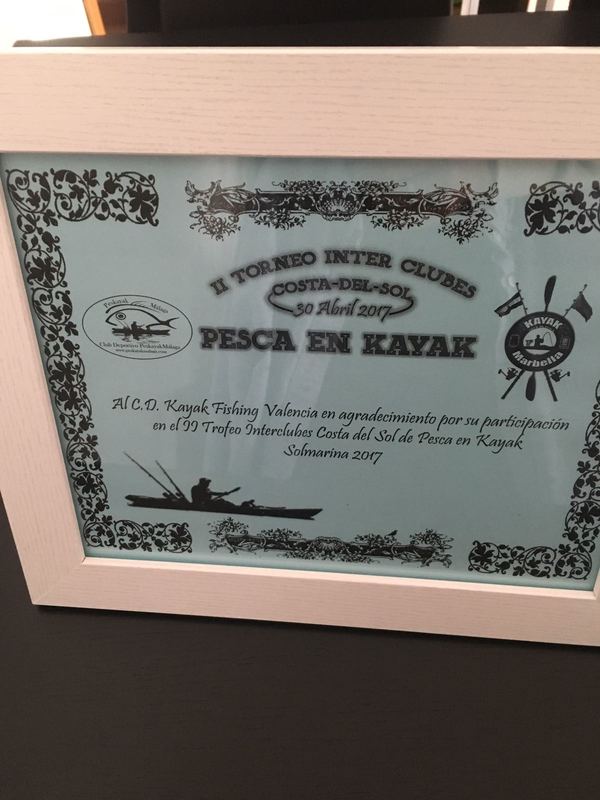 II TORNEO INTER CLUBES
COSTA-DEL-SOL
30 Abril 2017
PESCA EN KAYAK
Peskayak Málaga
Club Deportivo PeskayakMálaga
KAYAK
Marbella
Al C.D. Kayak Fishing Valencia en agradecimiento por su participación
en el II Trofeo Interclubes Costa del Sol de Pesca en Kayak
Solmarina 2017